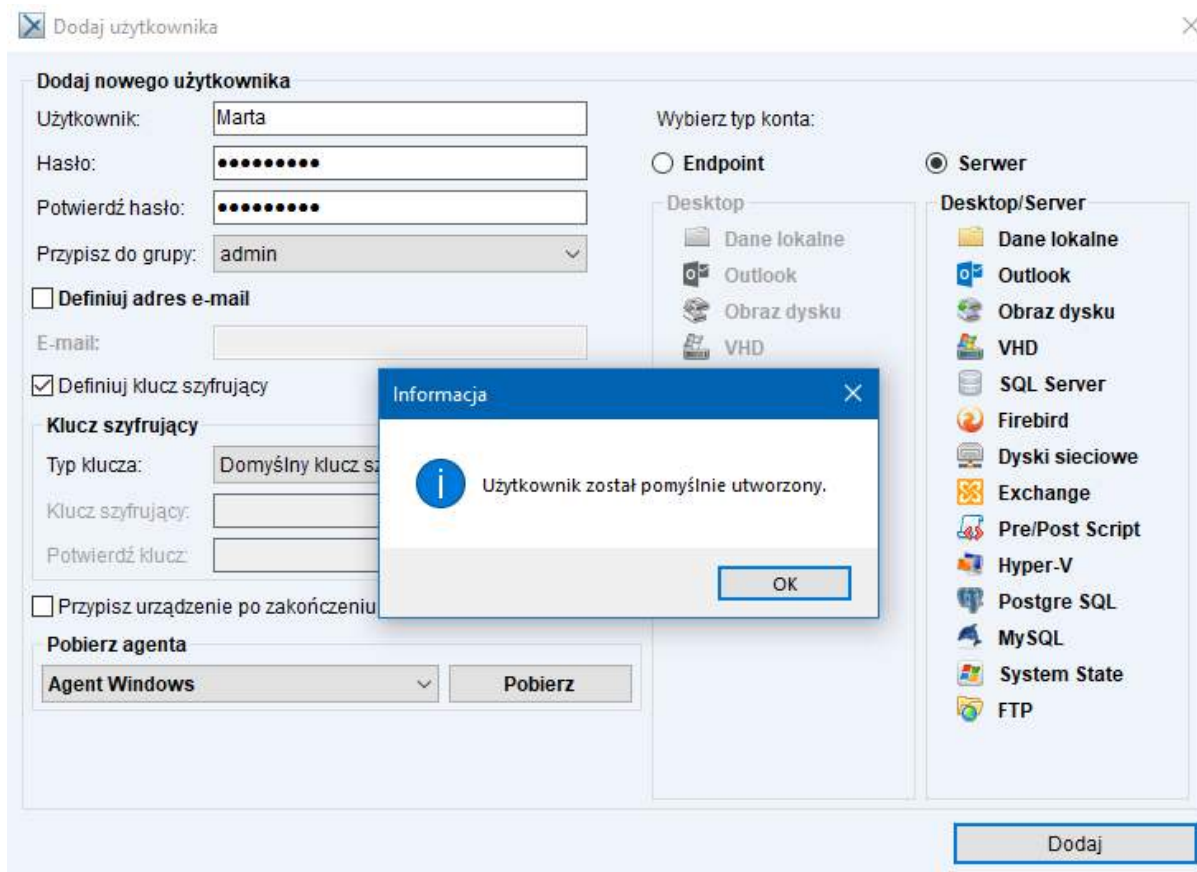 Dodaj użytkownika
Dodaj nowego użytkownika
Użytkownik: Marta
Hasło: •••••••••
Potwierdź hasło: •••••••••
Przypisz do grupy: admin
Definiuj adres e-mail
E-mail:
Definiuj klucz szyfrujący
Klucz szyfrujący
Typ klucza: Domyślny klucz
Klucz szyfrujący:
Potwierdź klucz:
Przypisz urządzenie po zakończeniu
Pobierz agenta
Agent Windows
Pobierz
Wybierz typ konta:
Endpoint
Desktop
Dane lokalne
Outlook
Obraz dysku
VHD
Serwer
Desktop/Server
Dane lokalne
Outlook
Obraz dysku
VHD
SQL Server
Firebird
Dyski sieciowe
Exchange
Pre/Post Script
Hyper-V
Postgre SQL
MySQL
System State
FTP
Informacja
Użytkownik został pomyślnie utworzony.
OK
Dodaj